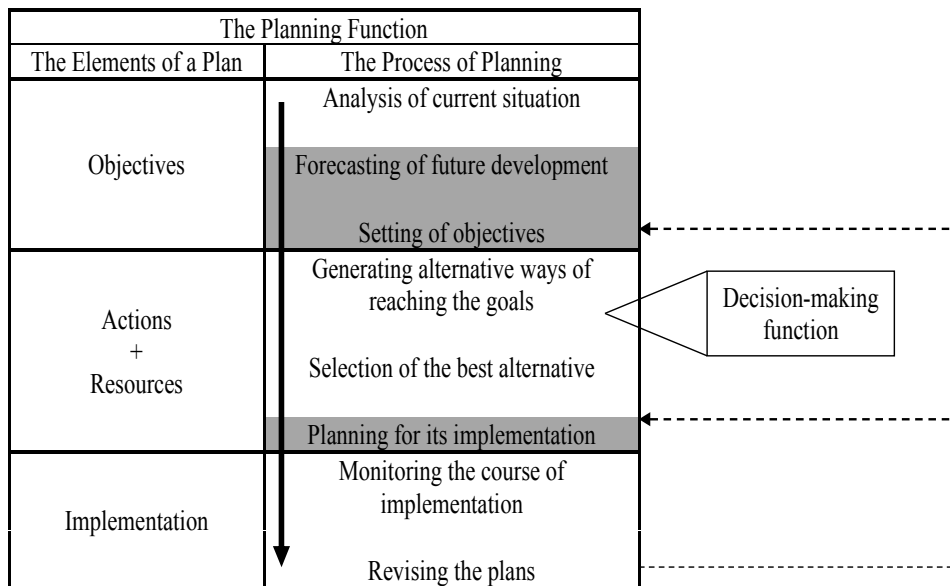 The Planning Function
The Elements of a Plan
The Process of Planning
Objectives
Analysis of current situation
Forecasting of future development
Setting of objectives
Actions
+
Resources
Generating alternative ways of
reaching the goals
Selection of the best alternative
Planning for its implementation
Decision-making
function
Implementation
Monitoring the course of
implementation
Revising the plans